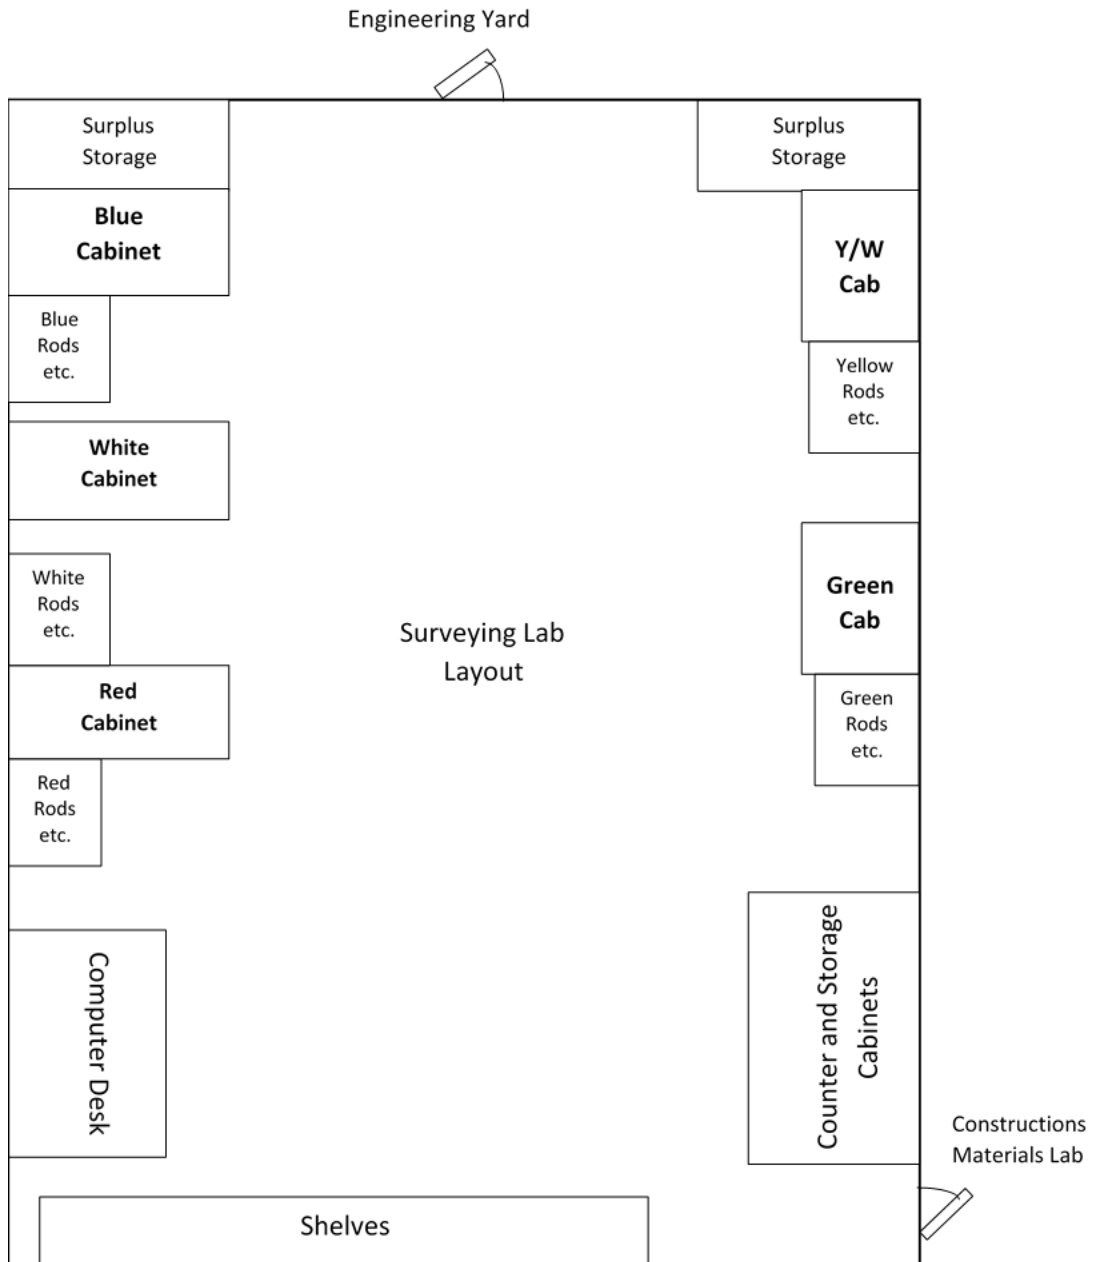 Engineering Yard
Surplus
Storage
Surplus
Storage
Blue
Cabinet
Y/W
Cab
Blue
Rods
etc.
Yellow
Rods
etc.
White
Cabinet
Green
Cab
White
Rods
etc.
Surveying Lab
Layout
Red
Cabinet
Green
Rods
etc.
Red
Rods
etc.
Computer Desk
Counter and Storage
Cabinets
Constructions
Materials Lab
Shelves